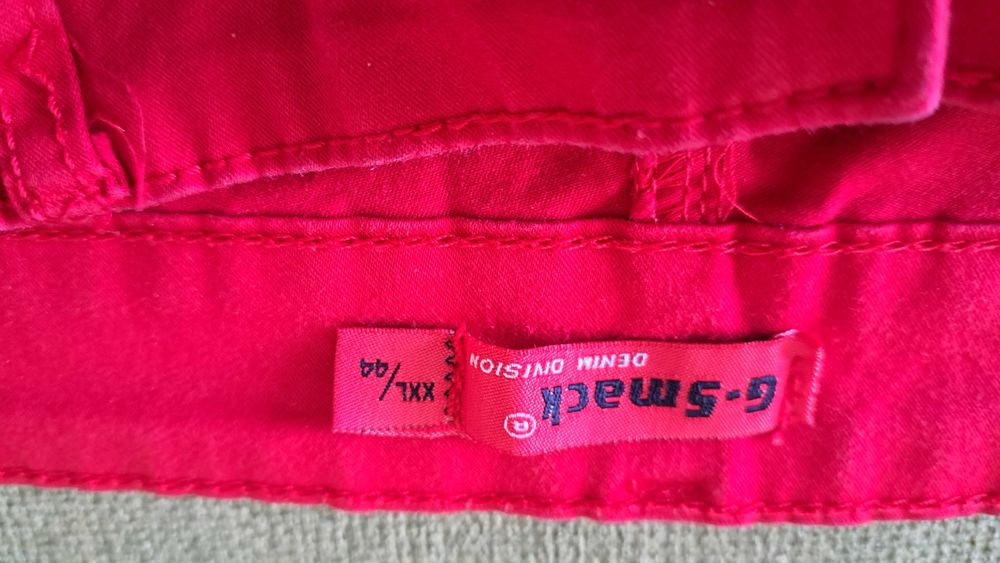 G-Smack®
DENIM DIVISION
XXL/44